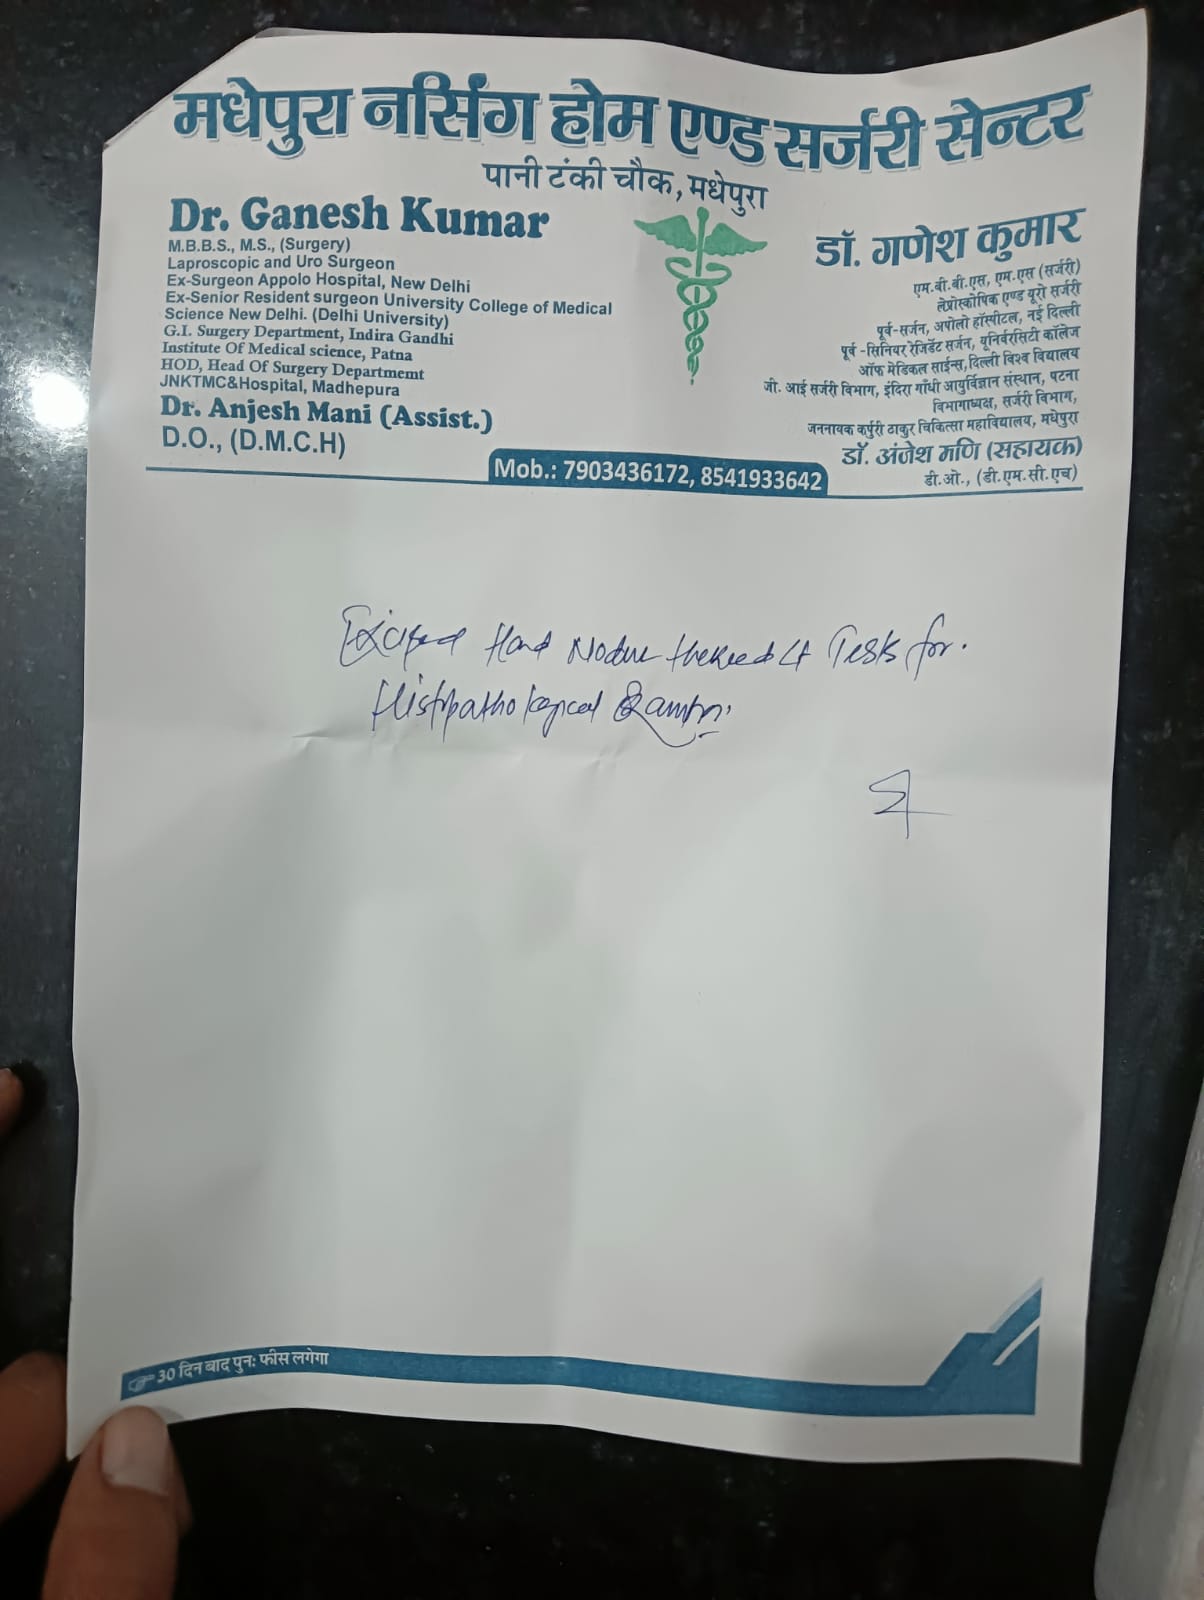 मधेपुरा नर्सिंग होम एण्ड सर्जरी सेन्टर
पानी टंकी चौक, मधेपुरा
Dr. Ganesh Kumar
M.B.B.S., M.S., (Surgery)
Laproscopic and Uro Surgeon
Ex-Surgeon Appolo Hospital, New Delhi
Ex-Senior Resident surgeon University College of Medical
Science New Delhi. (Delhi University)
G.I. Surgery Department, Indira Gandhi
Institute Of Medical science, Patna
HOD, Head Of Surgery Departmemt
JNKTMC&Hospital, Madhepura
Dr. Anjesh Mani (Assist.)
D.O., (D.M.C.H)
डॉ. गणेश कुमार
एम.बी.बी.एस, एम.एस (सर्जरी)
लेप्रोस्कोपिक एण्ड यूरो सर्जरी
पूर्व-सर्जन, अपोलो हॉस्पीटल, नई दिल्ली
पूर्व -सिनियर रेजिडेंट सर्जन, यूनिर्वरसिटी कॉलेज
ऑफ मेडिकल साईन्स, दिल्ली विश्व विद्यालय
जी. आई सर्जरी विभाग, इंदिरा गाँधी आयुर्विज्ञान संस्थान, पटना
विभागाध्यक्ष, सर्जरी विभाग,
जननायक कर्पुरी ठाकुर चिकित्सा महाविद्यालय, मधेपुरा
डॉ. अंजेश मणि (सहायक)
डी.ओ., (डी.एम.सी.एच)
Mob.: 7903436172, 8541933642
Hard Tests for.
Histopathological
30 दिन बाद पुनः फीस लगेगा